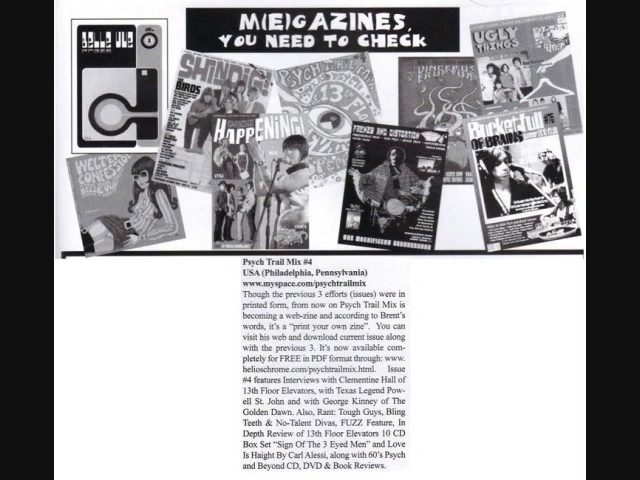 M(E)GAZINES,
YOU NEED TO CHECK
SHINDIG!
BIRDS
HAPPENING!
PSYCH TRAIL MIX
13th FL
UGLY
THINGS
FRENZY AND DISTORTION
Bucketfull
OF BRAINS
Psych Trail Mix #4
USA (Philadelphia, Pennsylvania)
www.myspace.com/psychtrailmix
Though the previous 3 efforts (issues) were in
printed form, from now on Psych Trail Mix is
becoming a web-zine and according to Brent's
words, it's a "print your own zine". You can
visit his web and download current issue along
with the previous 3. It's now available com-
pletely for FREE in PDF format through: www.
helioschrome.com/psychtrailmix.html. Issue
#4 features Interviews with Clementine Hall of
13th Floor Elevators, with Texas Legend Pow-
ell St. John and with George Kinney of The
Golden Dawn. Also, Rant: Tough Guys, Bling
Teeth & No-Talent Divas, FUZZ Feature, In
Depth Review of 13th Floor Elevators 10 CD
Box Set "Sign Of The 3 Eyed Men" and Love
Is Haight By Carl Alessi, along with 60's Psych
and Beyond CD, DVD & Book Reviews.